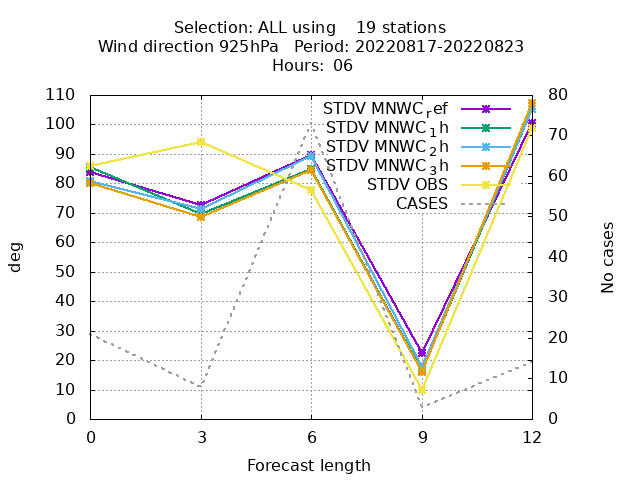 Selection: ALL using    19 stations
Wind direction 925hPa   Period: 20220817-20220823
Hours:  06
110
100
90
80
70
60
50
40
30
20
10
0
deg
STDV MNWC_ref
STDV MNWC_1h
STDV MNWC_2h
STDV MNWC_3h
STDV OBS
CASES
80
70
60
50
40
30
20
10
0
No cases
0 3 6 9 12
Forecast length